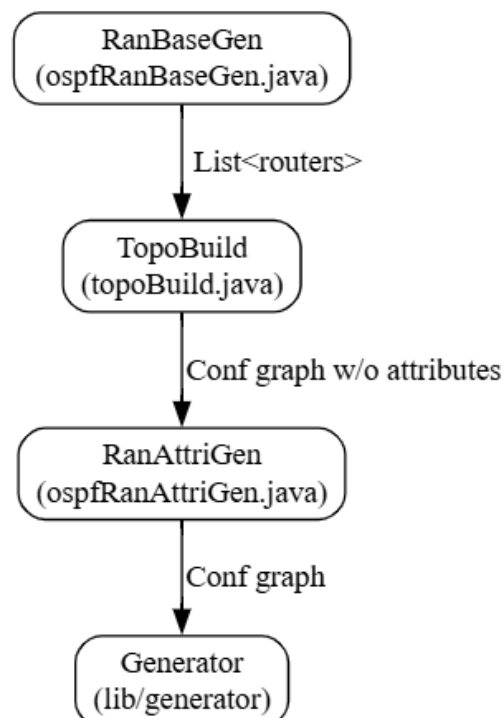 RanBaseGen
(ospfRanBaseGen.java)
List<routers>
TopoBuild
(topoBuild.java)
Conf graph w/o attributes
RanAttriGen
(ospfRanAttriGen.java)
Conf graph
Generator
(lib/generator)